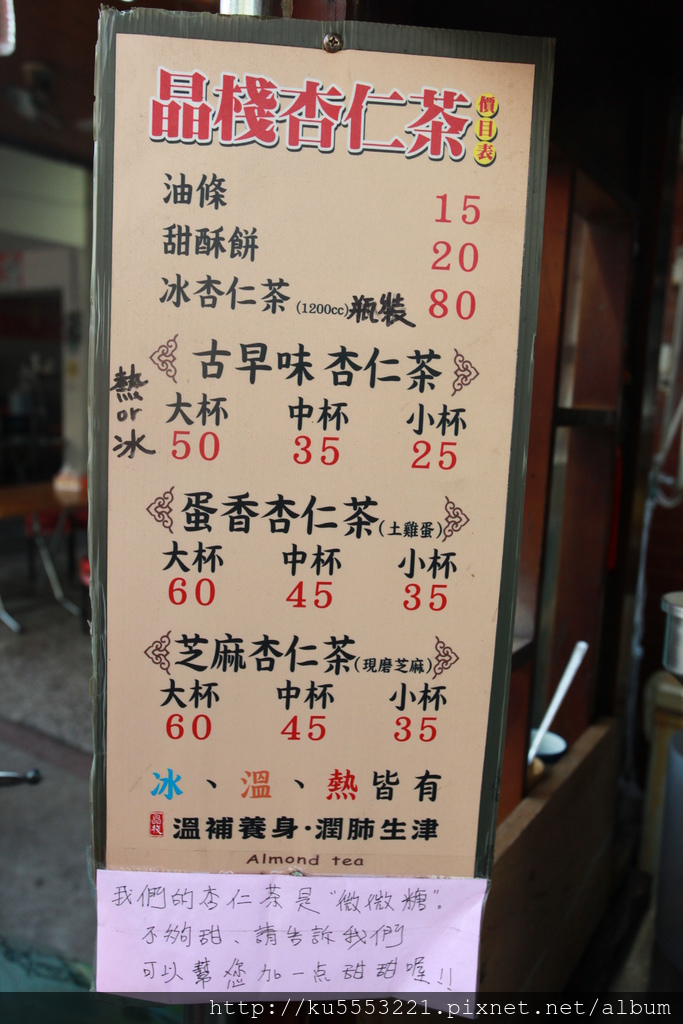 晶棧杏仁茶 價目表
油條 15
甜酥餅 20
冰杏仁茶 (1200cc) 瓶裝 80
古早味杏仁茶
熱or冰
大杯 中杯 小杯
50 35 25
蛋香杏仁茶(土雞蛋)
大杯 中杯 小杯
60 45 35
芝麻杏仁茶(現磨芝麻)
大杯 中杯 小杯
60 45 35
冰、溫、熱皆有
晶棧 溫補養身·潤肺生津
Almond tea
我們的杏仁茶是"微微糖"。
不夠甜、請告訴我們
可以幫您加一点甜甜喔!!
http://ku5553221.pixnet.net/album